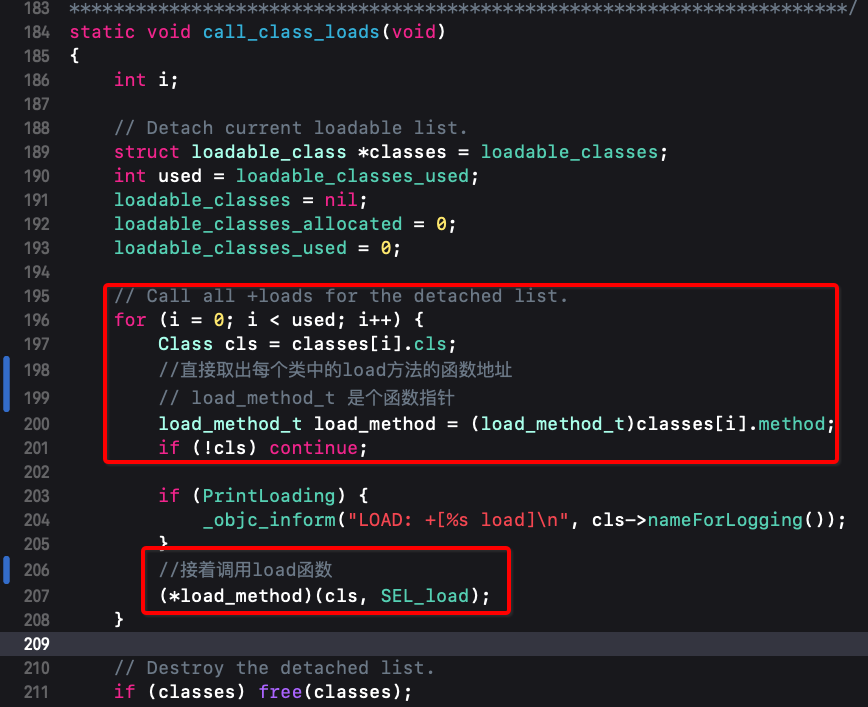 183 **********************************************************************/
184 static void call_class_loads(void)
185 {
186     int i;
187
188     // Detach current loadable list.
189     struct loadable_class *classes = loadable_classes;
190     int used = loadable_classes_used;
191     loadable_classes = nil;
192     loadable_classes_allocated = 0;
193     loadable_classes_used = 0;
194
195     // Call all +loads for the detached list.
196     for (i = 0; i < used; i++) {
197         Class cls = classes[i].cls;
198         //直接取出每个类中的load方法的函数地址
199         // load_method_t 是个函数指针
200         load_method_t load_method = (load_method_t)classes[i].method;
201         if (!cls) continue;
202
203         if (PrintLoading) {
204             _objc_inform("LOAD: +[%s load]\n", cls->nameForLogging());
205         }
206         //接着调用load函数
207         (*load_method)(cls, SEL_load);
208     }
209
210     // Destroy the detached list.
211     if (classes) free(classes);